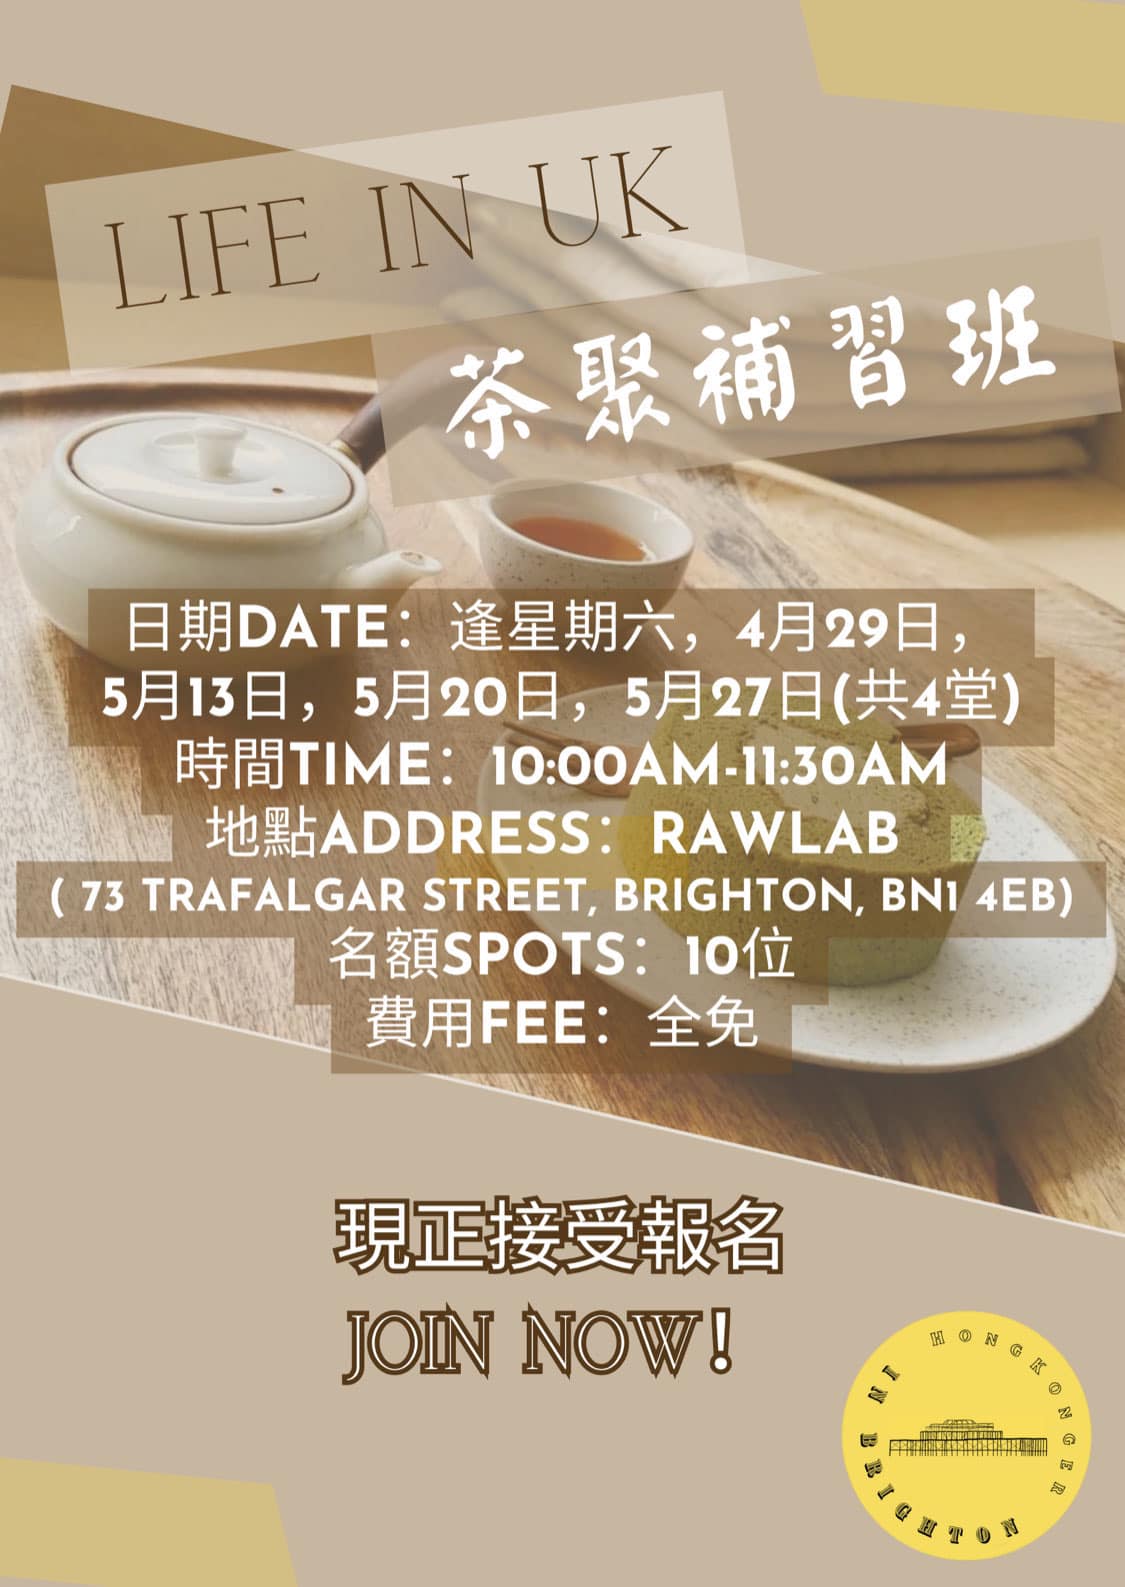 LIFE IN UK
茶聚補習班
日期DATE：逢星期六，4月29日，
5月13日，5月20日，5月27日(共4堂)
時間TIME：10:00AM-11:30AM
地點ADDRESS：RAWLAB
( 73 TRAFALGAR STREET, BRIGHTON, BN1 4EB)
名額SPOTS：10位
費用FEE：全免
現正接受報名
JOIN NOW!
HONGKONGER
IN BRIGHTON